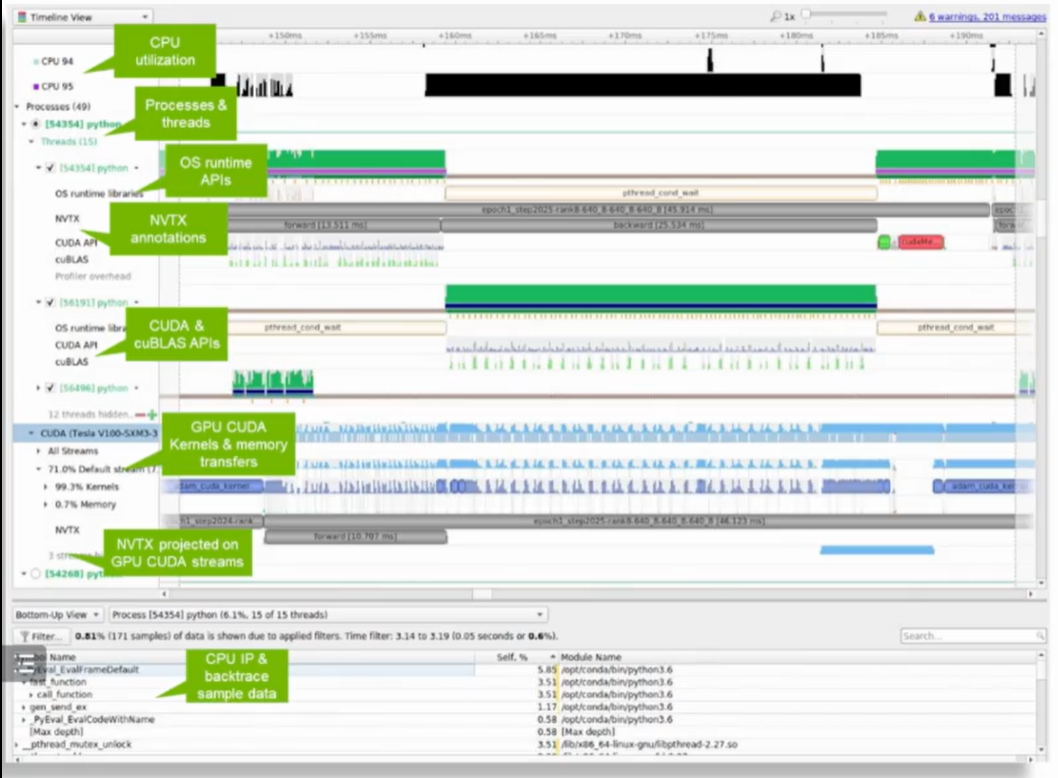 Timeline View
1x
6 warnings, 201 messages
+150ms +155ms +160ms +165ms +170ms +175ms +180ms +185ms +190ms
CPU
utilization
CPU 94
CPU 95
Processes (49)
Processes &
threads
[54354] python
Threads (15)
OS runtime
APIs
[54354] python
OS runtime libraries
pthread_cond_wait
NVTX
annotations
NVTX
epoch1_step2025-rank8-640_8-640_8-640_8 [45.914 ms]
forward [13.511 ms]
backward [25.534 ms]
CUDA API
cudaMe...
cuBLAS
Profiler overhead
[56191] python
CUDA &
cuBLAS APIs
OS runtime libra
pthread_cond_wait
pthread_cond_wait
CUDA API
cuBLAS
[56496] python
12 threads hidden...
GPU CUDA
Kernels & memory
transfers
CUDA (Tesla V100-SXM3-3
All Streams
71.0% Default stream (7
99.3% Kernels
adam_cuda_kernel
adam_cuda_ker
0.7% Memory
NVTX
h1_step2024-rank...
epoch1_step2025-rank8-640_8-640_8-640_8 [46.123 ms]
forward [10.707 ms]
NVTX projected on
GPU CUDA streams
3 streams
[54268] pyth
Bottom-Up View
Process [54354] python (6.1%, 15 of 15 threads)
Filter...
0.81% (171 samples) of data is shown due to applied filters. Time filter: 3.14 to 3.19 (0.05 seconds or 0.6%).
Search...
CPU IP &
backtrace
sample data
Name Self, % Module Name
PyEval_EvalFrameDefault 5.85 /opt/conda/bin/python3.6
fast_function 3.51 /opt/conda/bin/python3.6
call_function 3.51 /opt/conda/bin/python3.6
gen_send_ex 1.17 /opt/conda/bin/python3.6
_PyEval_EvalCodeWithName 0.58 /opt/conda/bin/python3.6
[Max depth] 0.58 [Max depth]
__pthread_mutex_unlock 3.51 /lib/x86_64-linux-gnu/libpthread-2.27.so